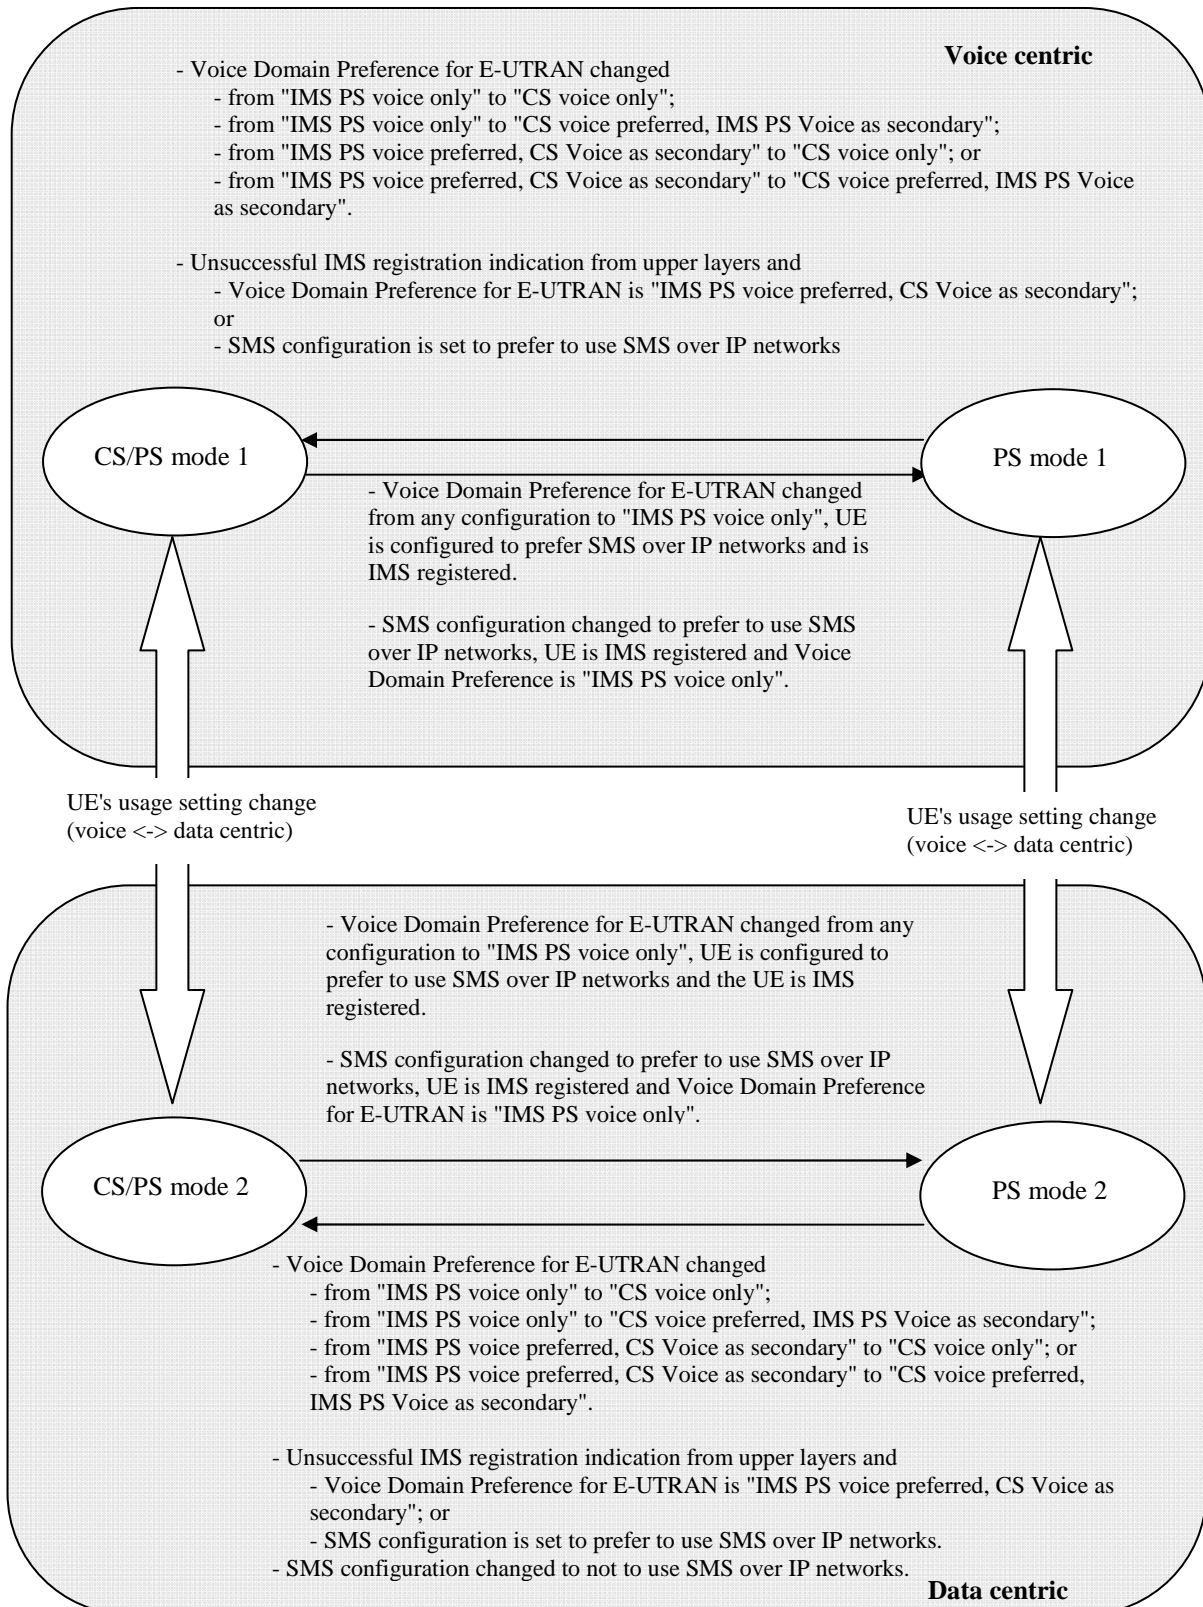 Voice centric
- Voice Domain Preference for E-UTRAN changed
- from "IMS PS voice only" to "CS voice only";
- from "IMS PS voice only" to "CS voice preferred, IMS PS Voice as secondary";
- from "IMS PS voice preferred, CS Voice as secondary" to "CS voice only"; or
- from "IMS PS voice preferred, CS Voice as secondary" to "CS voice preferred, IMS PS Voice
as secondary".
- Unsuccessful IMS registration indication from upper layers and
- Voice Domain Preference for E-UTRAN is "IMS PS voice preferred, CS Voice as secondary";
or
- SMS configuration is set to prefer to use SMS over IP networks
CS/PS mode 1
PS mode 1
- Voice Domain Preference for E-UTRAN changed
from any configuration to "IMS PS voice only", UE
is configured to prefer SMS over IP networks and is
IMS registered.
- SMS configuration changed to prefer to use SMS
over IP networks, UE is IMS registered and Voice
Domain Preference is "IMS PS voice only".
UE's usage setting change
(voice <-> data centric)
UE's usage setting change
(voice <-> data centric)
- Voice Domain Preference for E-UTRAN changed from any
configuration to "IMS PS voice only", UE is configured to
prefer to use SMS over IP networks and the UE is IMS
registered.
- SMS configuration changed to prefer to use SMS over IP
networks, UE is IMS registered and Voice Domain Preference
for E-UTRAN is "IMS PS voice only".
CS/PS mode 2
PS mode 2
- Voice Domain Preference for E-UTRAN changed
- from "IMS PS voice only" to "CS voice only";
- from "IMS PS voice only" to "CS voice preferred, IMS PS Voice as secondary";
- from "IMS PS voice preferred, CS Voice as secondary" to "CS voice only"; or
- from "IMS PS voice preferred, CS Voice as secondary" to "CS voice preferred,
IMS PS Voice as secondary".
- Unsuccessful IMS registration indication from upper layers and
- Voice Domain Preference for E-UTRAN is "IMS PS voice preferred, CS Voice as
secondary"; or
- SMS configuration is set to prefer to use SMS over IP networks.
- SMS configuration changed to not to use SMS over IP networks.
Data centric